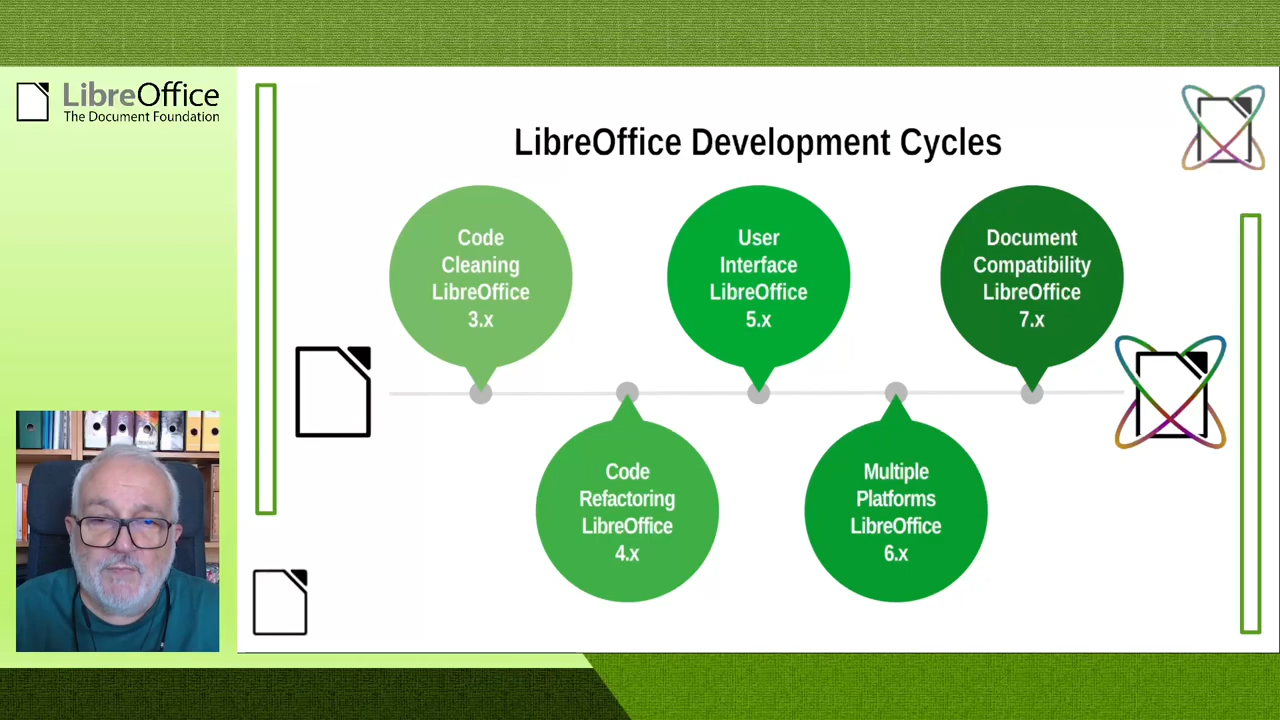 LibreOffice
The Document Foundation
LibreOffice Development Cycles
Code
Cleaning
LibreOffice
3.x
User
Interface
LibreOffice
5.x
Document
Compatibility
LibreOffice
7.x
Code
Refactoring
LibreOffice
4.x
Multiple
Platforms
LibreOffice
6.x